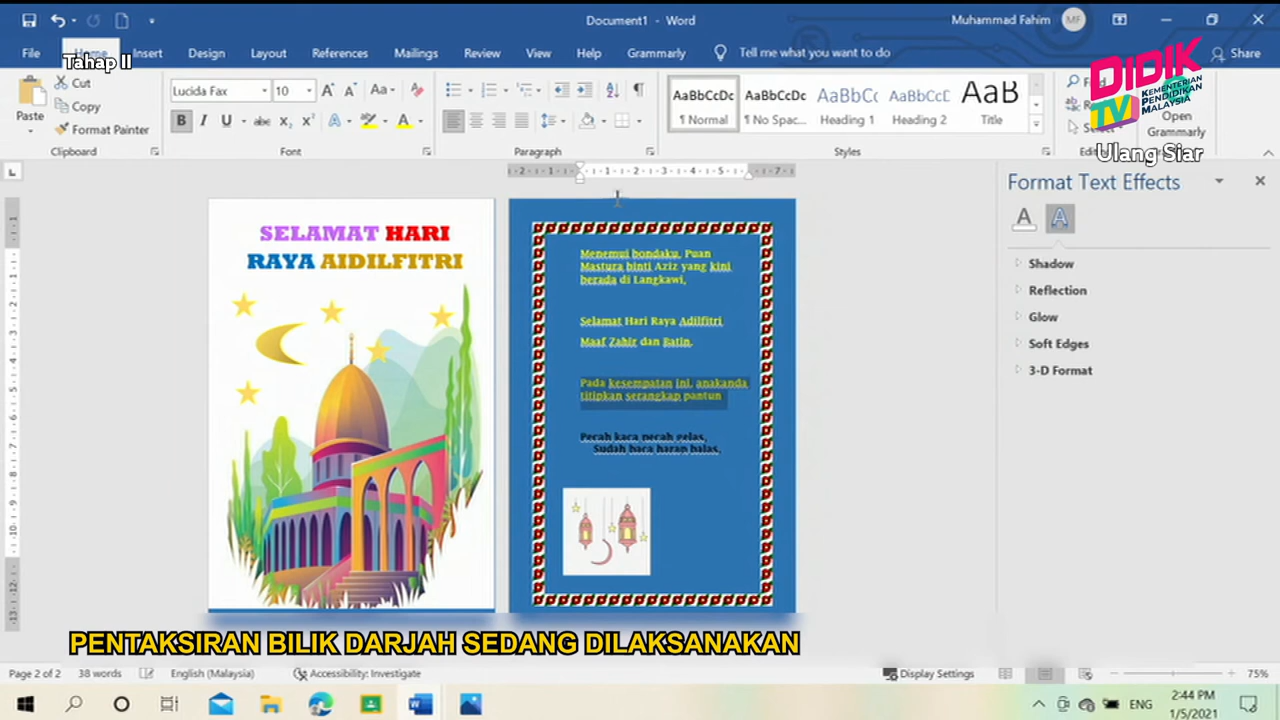 Document1 - Word
Muhammad Fahim
MF
File
Home
Insert
Design
Layout
References
Mailings
Review
View
Help
Grammarly
Tell me what you want to do
Share
Tahap II
DIDIK
TV
KEMENTERIAN
PENDIDIKAN
MALAYSIA
Ulang Siar
Paste
Cut
Copy
Format Painter
Clipboard
Lucida Fax
10
Font
Paragraph
AaBbCcDc
¶ Normal
AaBbCcDc
¶ No Spac...
AaBbCc
Heading 1
AaBbCcD
Heading 2
AaB
Title
Styles
Open
Grammarly
Format Text Effects
Shadow
Reflection
Glow
Soft Edges
3-D Format
SELAMAT HARI
RAYA AIDILFITRI
Menemui bondaku, Puan
Mastura binti Aziz yang kini
berada di Langkawi,
Selamat Hari Raya Adilfitri
Maaf Zahir dan Batin.
Pada kesempatan ini, anakanda
titipkan serangkap pantun
Pecah kaca pecah gelas,
Sudah baca harap balas,
PENTAKSIRAN BILIK DARJAH SEDANG DILAKSANAKAN
Page 2 of 2
38 words
English (Malaysia)
Accessibility: Investigate
Display Settings
75%
ENG
2:44 PM
1/5/2021